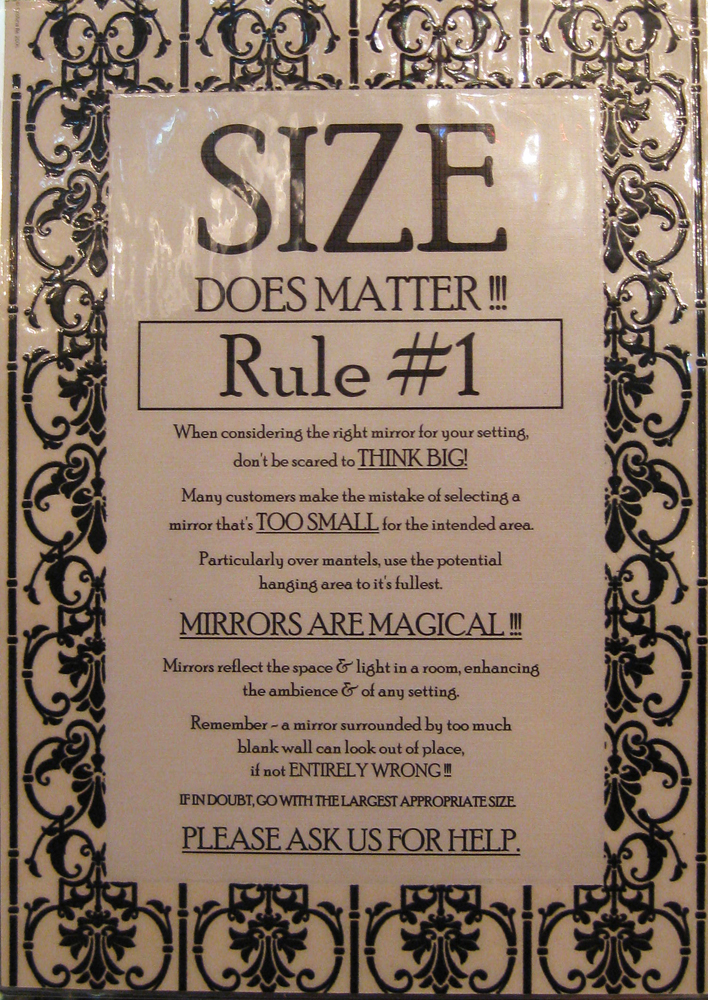 SIZE
DOES MATTER !!!
Rule #1
When considering the right mirror for your setting,
don't be scared to THINK BIG!
Many customers make the mistake of selecting a
mirror that's TOO SMALL for the intended area.
Particularly over mantels, use the potential
hanging area to it's fullest.
MIRRORS ARE MAGICAL !!!
Mirrors reflect the space & light in a room, enhancing
the ambience & of any setting.
Remember ~ a mirror surrounded by too much
blank wall can look out of place,
if not ENTIRELY WRONG !!!
IF IN DOUBT, GO WITH THE LARGEST APPROPRIATE SIZE.
PLEASE ASK US FOR HELP.